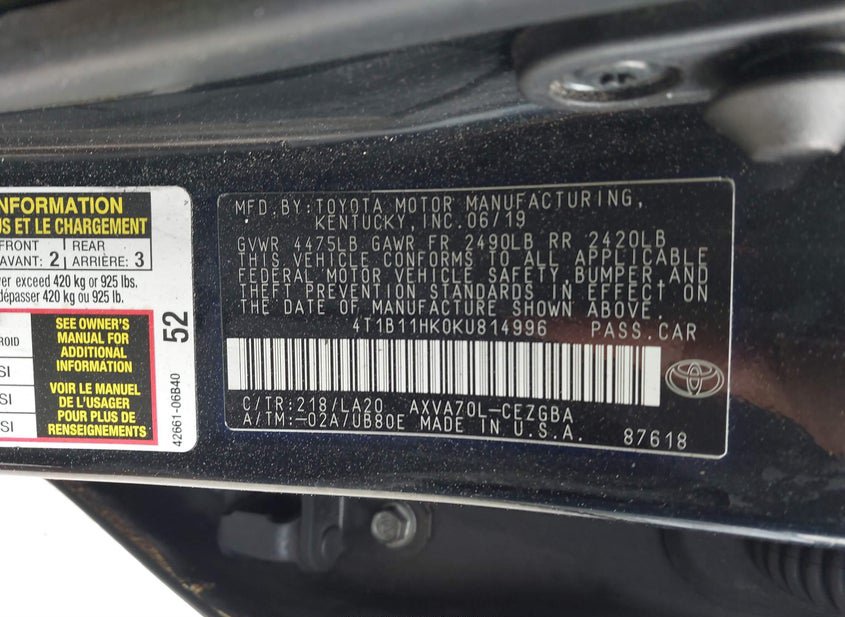 NFORMATION
US ET LE CHARGEMENT
FRONT
AVANT: 2
REAR
ARRIÈRE: 3
exceed 420 kg or 925 lbs.
dépasser 420 kg ou 925 lb.
SEE OWNER'S
MANUAL FOR
ADDITIONAL
INFORMATION
VOIR LE MANUEL
DE L'USAGER
POUR PLUS DE
RENSEIGNEMENTS
52
42661-06B40
MFD.BY:TOYOTA MOTOR MANUFACTURING,
KENTUCKY,INC.06/19
GVWR 4475LB GAWR FR 2490LB RR 2420LB
THIS VEHICLE CONFORMS TO ALL APPLICABLE
FEDERAL MOTOR VEHICLE SAFETY,BUMPER,AND
THEFT PREVENTION STANDARDS IN EFFECT ON
THE DATE OF MANUFACTURE SHOWN ABOVE.
4T1B11HK0KU814996 PASS.CAR
C/TR:218/LA20 AXVA70L-CEZGBA
A/TM:-02A/UB80E MADE IN U.S.A. 87618